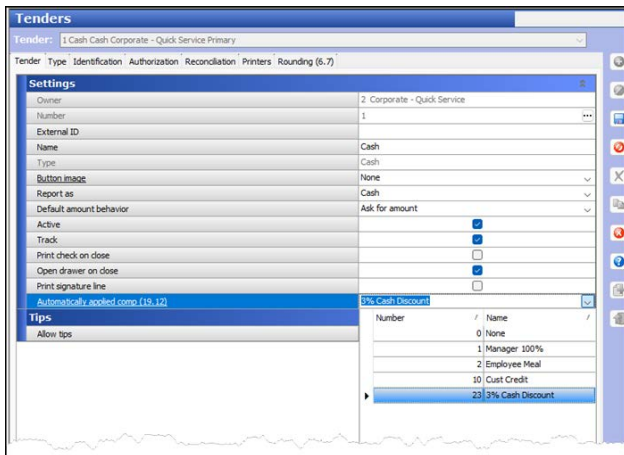 Tenders
Tender: 1 Cash Cash Corporate - Quick Service Primary
Tender Type Identification Authorization Reconciliation Printers Rounding (6.7)
Settings
Owner 2 Corporate - Quick Service
Number 1 ...
External ID
Name Cash
Type Cash
Button image None
Report as Cash
Default amount behavior Ask for amount
Active
Track
Print check on close
Open drawer on close
Print signature line
Automatically applied comp (19.12) 3% Cash Discount
Tips
Allow tips
Number / Name /
0 None
1 Manager 100%
2 Employee Meal
10 Cust Credit
23 3% Cash Discount